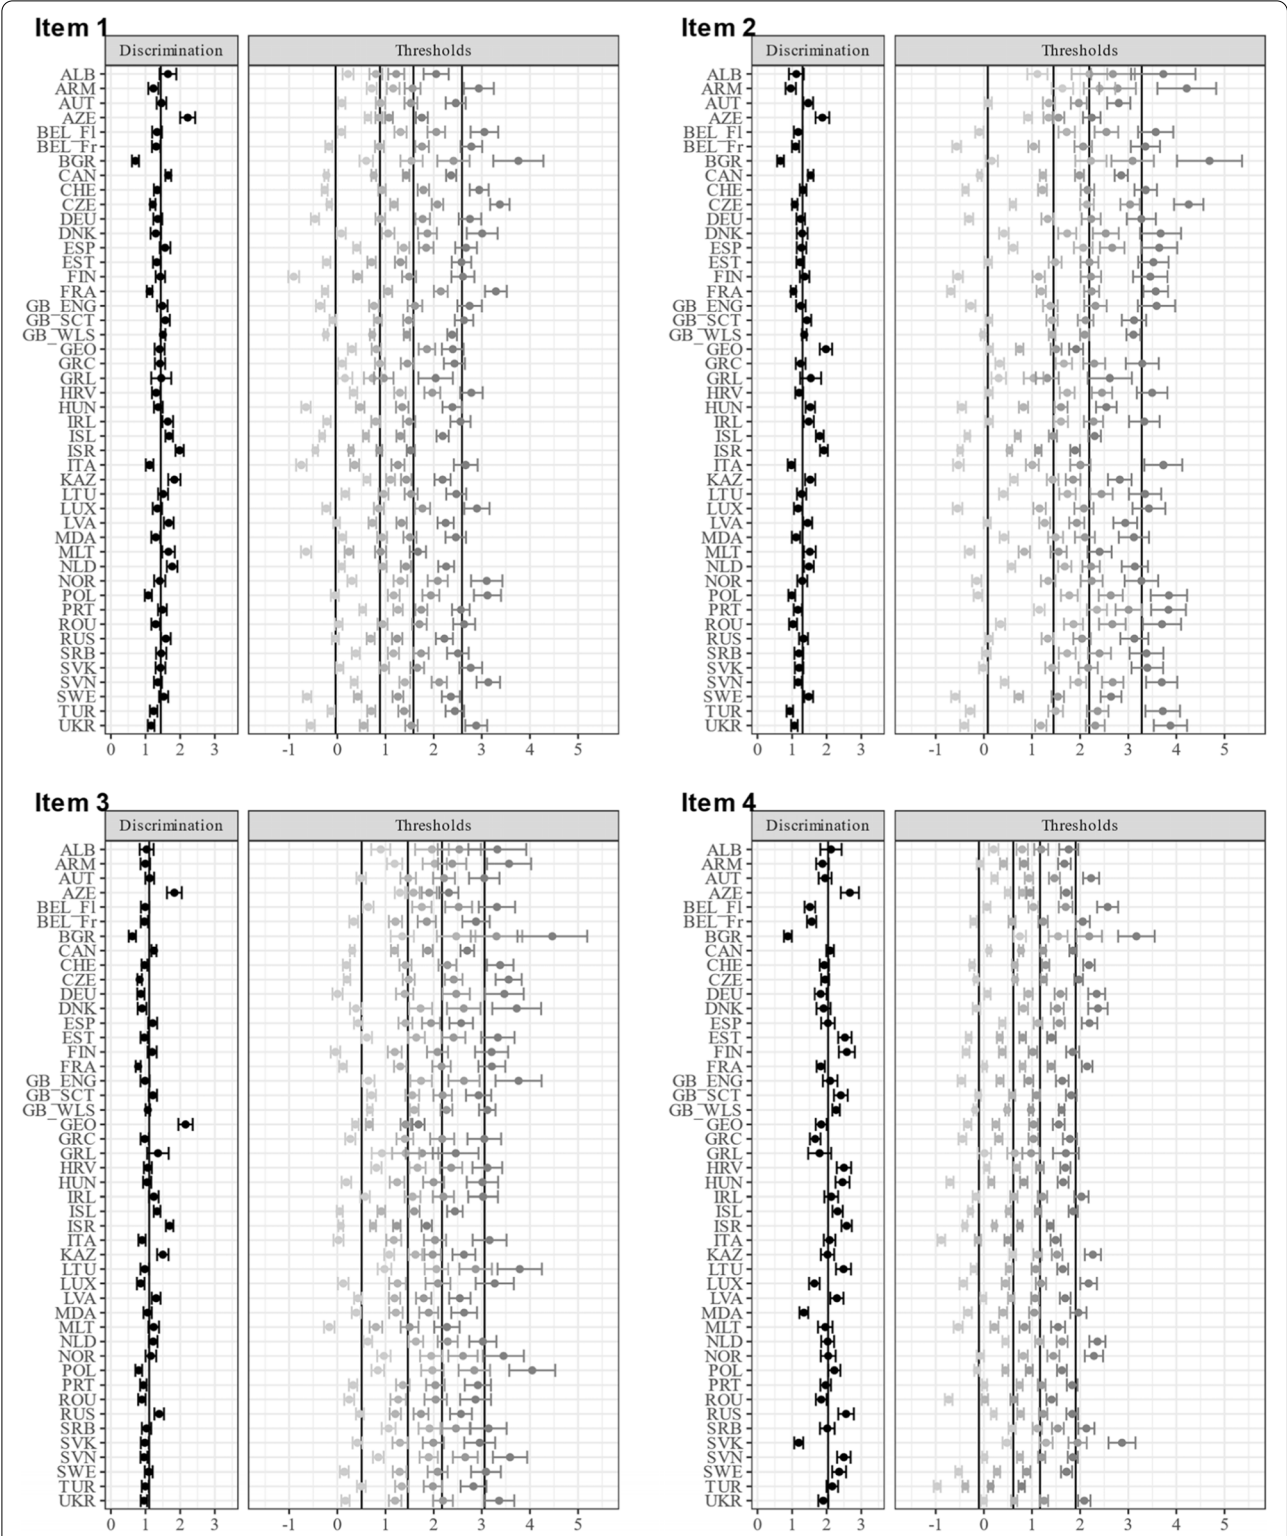 Item 1
Discrimination Thresholds
ALB
ARM
AUT
AZE
BEL_Fl
BEL_Fr
BGR
CAN
CHE
CZE
DEU
DNK
ESP
EST
FIN
FRA
GB_ENG
GB_SCT
GB_WLS
GEO
GRC
GRL
HRV
HUN
IRL
ISL
ISR
ITA
KAZ
LTU
LUX
LVA
MDA
MLT
NLD
NOR
POL
PRT
ROU
RUS
SRB
SVK
SVN
SWE
TUR
UKR
0 1 2 3 -1 0 1 2 3 4 5
Item 2
Discrimination Thresholds
ALB
ARM
AUT
AZE
BEL_Fl
BEL_Fr
BGR
CAN
CHE
CZE
DEU
DNK
ESP
EST
FIN
FRA
GB_ENG
GB_SCT
GB_WLS
GEO
GRC
GRL
HRV
HUN
IRL
ISL
ISR
ITA
KAZ
LTU
LUX
LVA
MDA
MLT
NLD
NOR
POL
PRT
ROU
RUS
SRB
SVK
SVN
SWE
TUR
UKR
0 1 2 3 -1 0 1 2 3 4 5
Item 3
Discrimination Thresholds
ALB
ARM
AUT
AZE
BEL_Fl
BEL_Fr
BGR
CAN
CHE
CZE
DEU
DNK
ESP
EST
FIN
FRA
GB_ENG
GB_SCT
GB_WLS
GEO
GRC
GRL
HRV
HUN
IRL
ISL
ISR
ITA
KAZ
LTU
LUX
LVA
MDA
MLT
NLD
NOR
POL
PRT
ROU
RUS
SRB
SVK
SVN
SWE
TUR
UKR
0 1 2 3 -1 0 1 2 3 4 5
Item 4
Discrimination Thresholds
ALB
ARM
AUT
AZE
BEL_Fl
BEL_Fr
BGR
CAN
CHE
CZE
DEU
DNK
ESP
EST
FIN
FRA
GB_ENG
GB_SCT
GB_WLS
GEO
GRC
GRL
HRV
HUN
IRL
ISL
ISR
ITA
KAZ
LTU
LUX
LVA
MDA
MLT
NLD
NOR
POL
PRT
ROU
RUS
SRB
SVK
SVN
SWE
TUR
UKR
0 1 2 3 -1 0 1 2 3 4 5